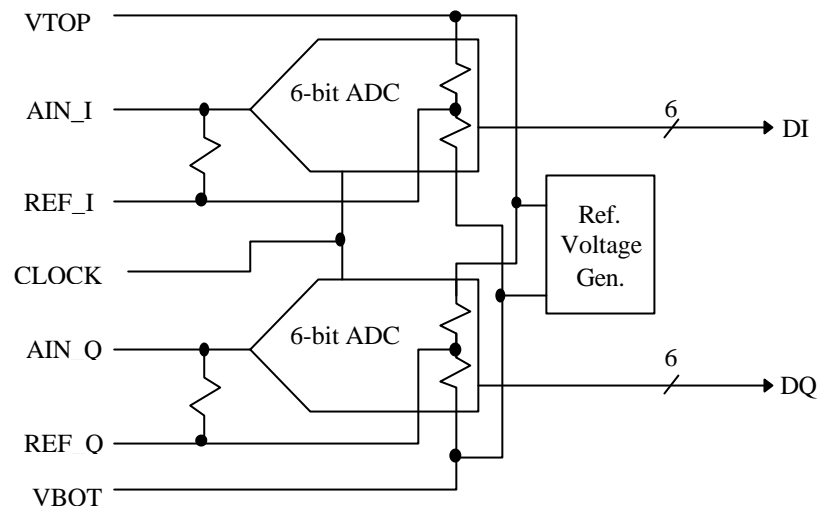 VTOP
6-bit ADC
AIN_I
6
DI
REF_I
Ref.
Voltage
Gen.
CLOCK
6-bit ADC
AIN_Q
6
DQ
REF_Q
VBOT